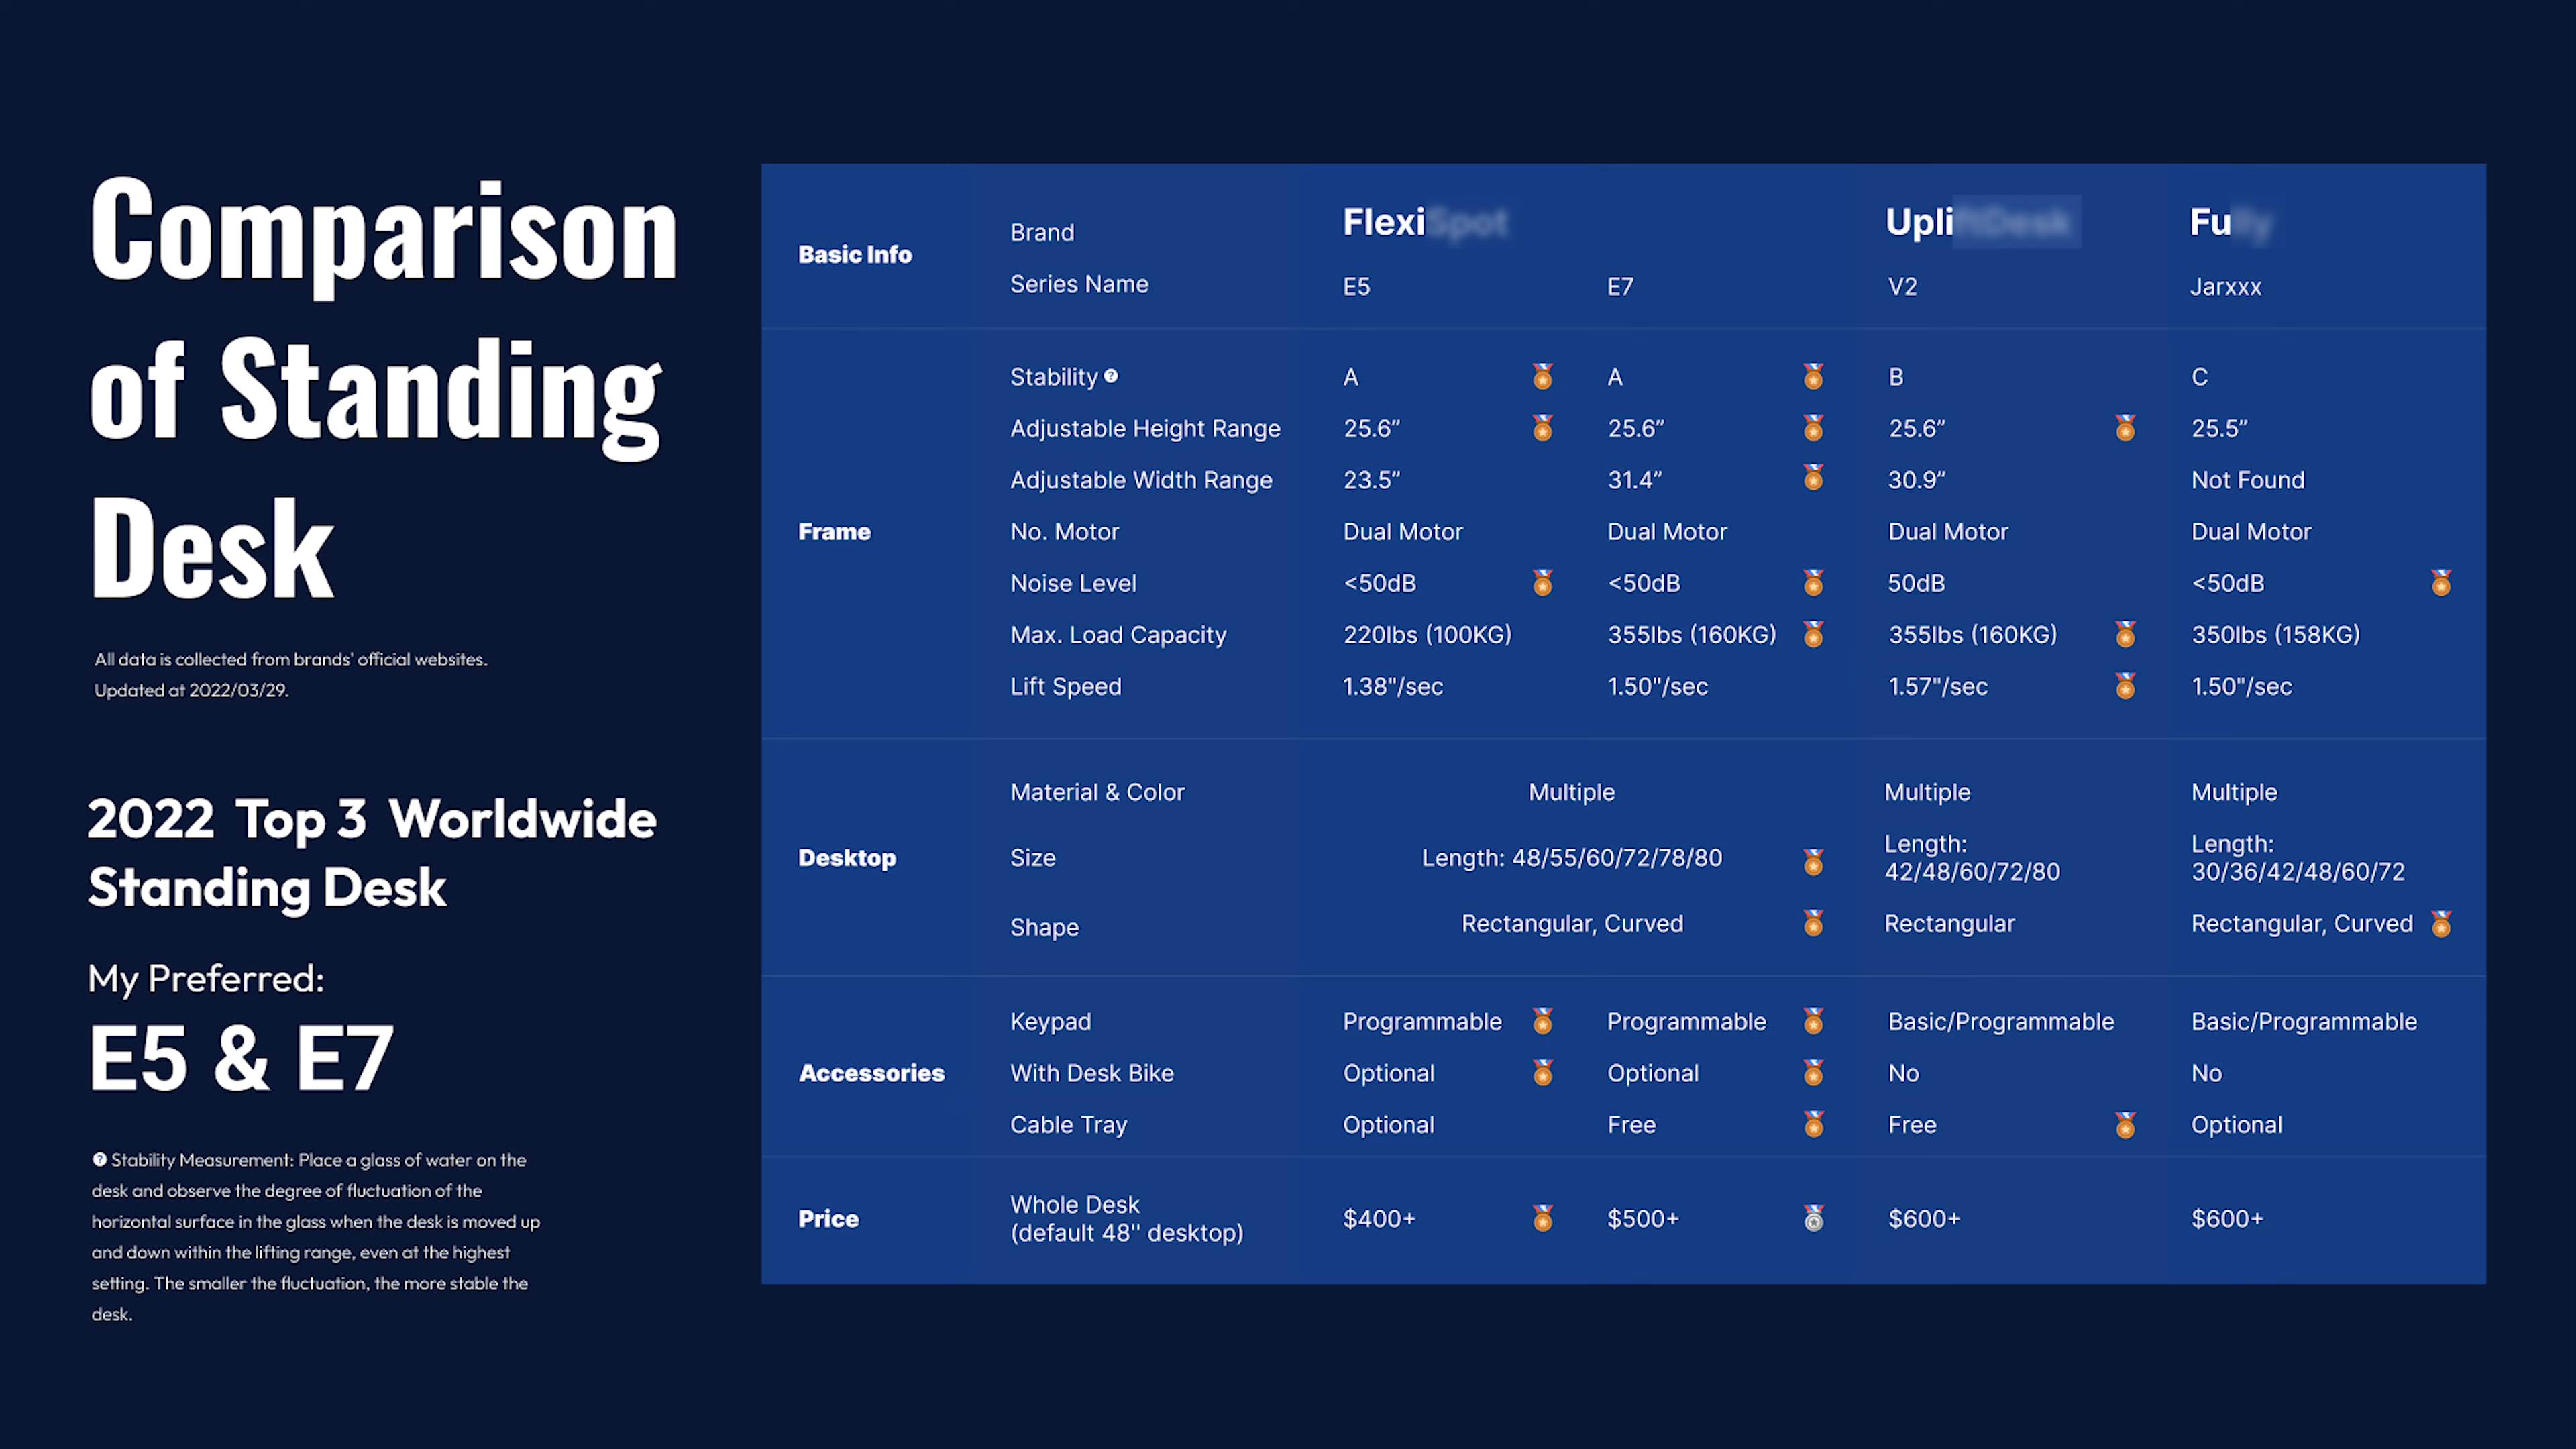 Comparison
of Standing
Desk
All data is collected from brands' official websites.
Updated at 2022/03/29.
2022 Top 3 Worldwide
Standing Desk
My Preferred:
E5 & E7
? Stability Measurement: Place a glass of water on the
desk and observe the degree of fluctuation of the
horizontal surface in the glass when the desk is moved up
and down within the lifting range, even at the highest
setting. The smaller the fluctuation, the more stable the
desk.
Basic Info
Brand FlexiSpot UpliftDesk Fully
Series Name E5 E7 V2 Jarxxx
Frame
Stability ? A A B C
Adjustable Height Range 25.6” 25.6” 25.6” 25.5”
Adjustable Width Range 23.5” 31.4” 30.9” Not Found
No. Motor Dual Motor Dual Motor Dual Motor Dual Motor
Noise Level <50dB <50dB 50dB <50dB
Max. Load Capacity 220lbs (100KG) 355lbs (160KG) 355lbs (160KG) 350lbs (158KG)
Lift Speed 1.38"/sec 1.50"/sec 1.57"/sec 1.50"/sec
Desktop
Material & Color Multiple Multiple Multiple
Size Length: 48/55/60/72/78/80 Length: 42/48/60/72/80 Length: 30/36/42/48/60/72
Shape Rectangular, Curved Rectangular Rectangular, Curved
Accessories
Keypad Programmable Programmable Basic/Programmable Basic/Programmable
With Desk Bike Optional Optional No No
Cable Tray Optional Free Free Optional
Price
Whole Desk
(default 48" desktop) $400+ $500+ $600+ $600+